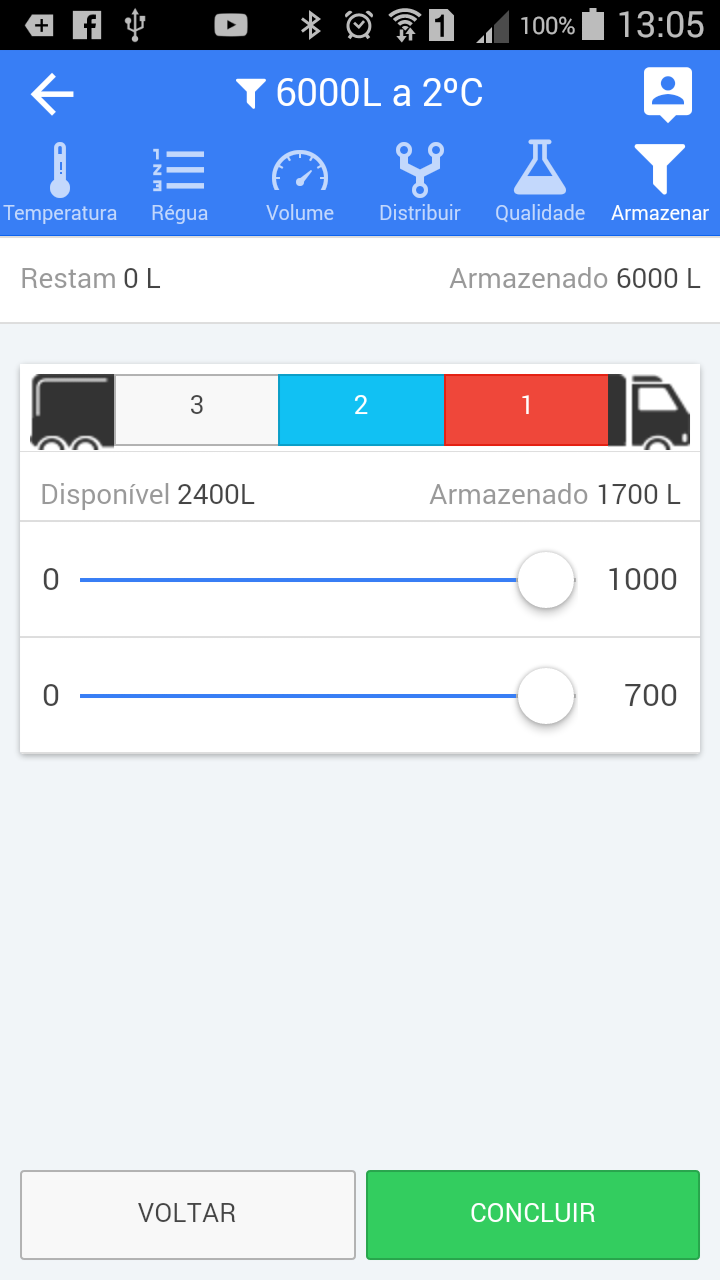 1 100% 13:05
6000L a 2ºC
Temperatura Régua Volume Distribuir Qualidade Armazenar
Restam 0 L Armazenado 6000 L
3 2 1
Disponível 2400L Armazenado 1700 L
0 1000
0 700
VOLTAR CONCLUIR